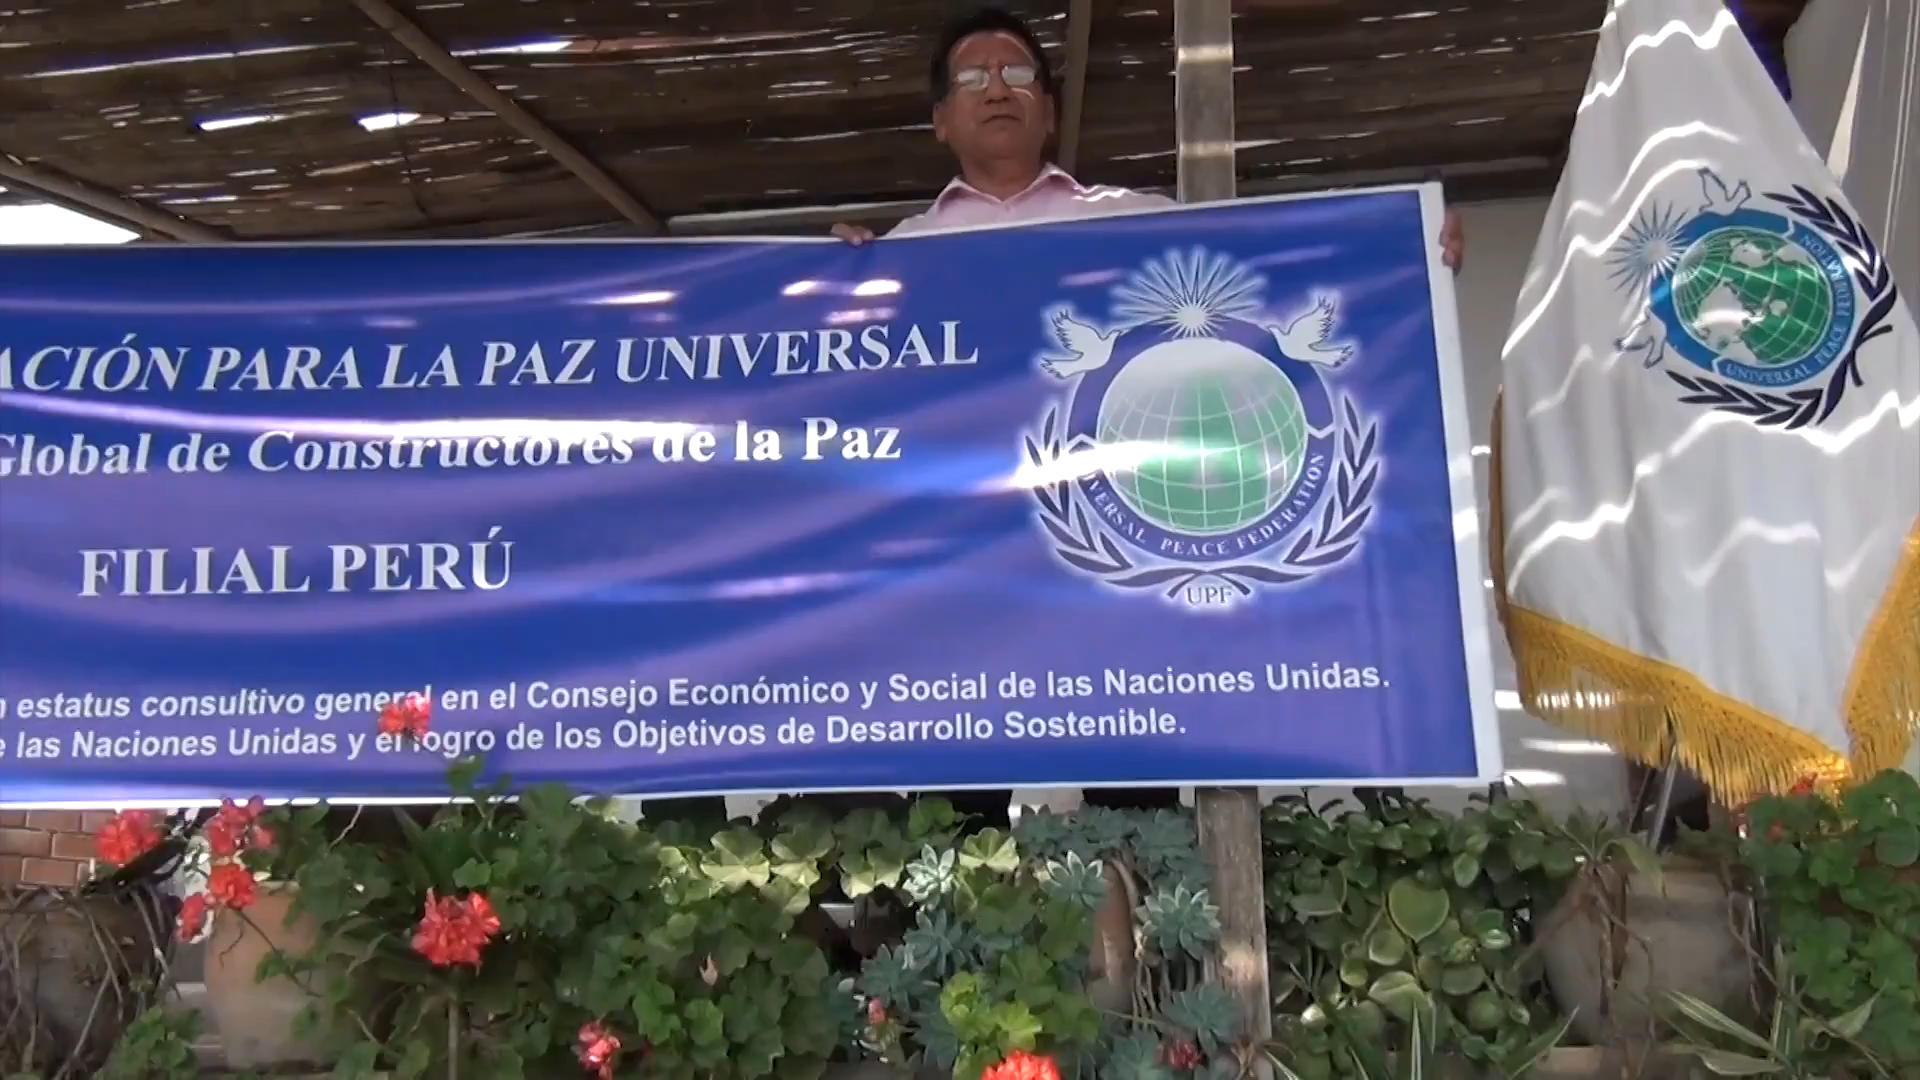 ACIÓN PARA LA PAZ UNIVERSAL
Global de Constructores de la Paz
FILIAL PERÚ
estatus consultivo general en el Consejo Económico y Social de las Naciones Unidas.
las Naciones Unidas y el logro de los Objetivos de Desarrollo Sostenible.
UNIVERSAL PEACE FEDERATION
UPF
UNIVERSAL PEACE FEDERATION